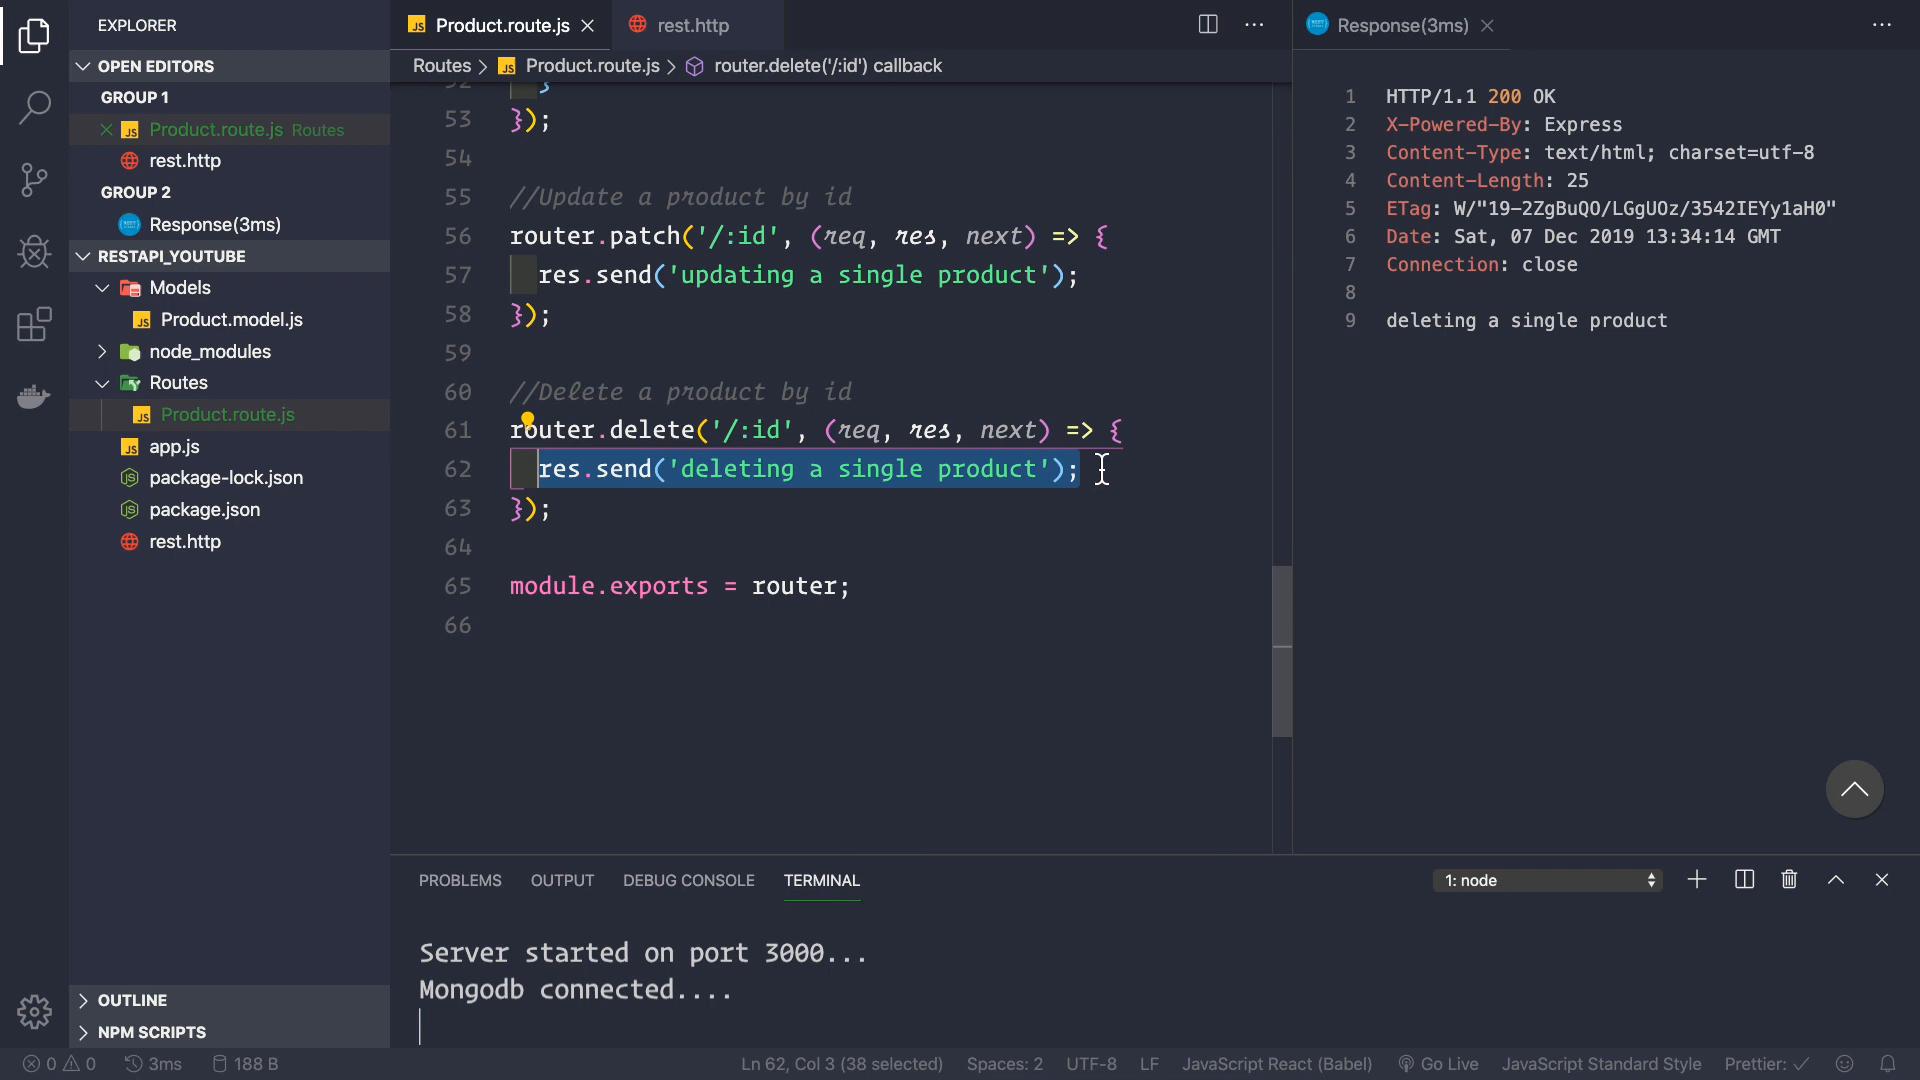 EXPLORER
OPEN EDITORS
GROUP 1
Product.route.js Routes
rest.http
GROUP 2
Response(3ms)
RESTAPI_YOUTUBE
Models
Product.model.js
node_modules
Routes
Product.route.js
app.js
package-lock.json
package.json
rest.http
OUTLINE
NPM SCRIPTS
Product.route.js
rest.http
Routes > Product.route.js > router.delete('/:id') callback
52 }
53 });
54
55 //Update a product by id
56 router.patch('/:id', (req, res, next) => {
57 res.send('updating a single product');
58 });
59
60 //Delete a product by id
61 router.delete('/:id', (req, res, next) => {
62 res.send('deleting a single product');
63 });
64
65 module.exports = router;
66
Response(3ms)
1 HTTP/1.1 200 OK
2 X-Powered-By: Express
3 Content-Type: text/html; charset=utf-8
4 Content-Length: 25
5 ETag: W/"19-2ZgBuQO/LGgUOz/3542IEYy1aH0"
6 Date: Sat, 07 Dec 2019 13:34:14 GMT
7 Connection: close
8
9 deleting a single product
PROBLEMS OUTPUT DEBUG CONSOLE TERMINAL
1: node
Server started on port 3000...
Mongodb connected....
0 0 3ms 188 B Ln 62, Col 3 (38 selected) Spaces: 2 UTF-8 LF JavaScript React (Babel) Go Live JavaScript Standard Style Prettier: ✓